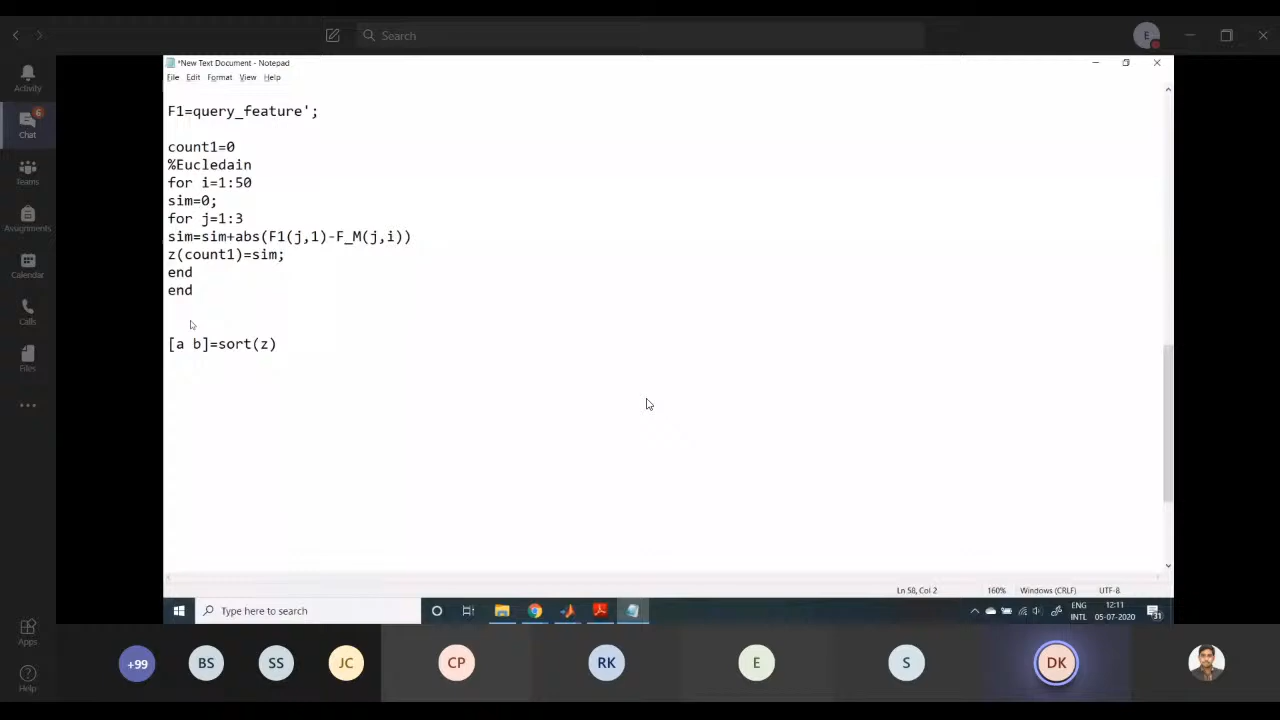 Search
E
*New Text Document - Notepad
File Edit Format View Help
Activity
6
Chat
Teams
Assignments
Calendar
Calls
Files
Apps
Help
F1=query_feature';
count1=0
%Eucledain
for i=1:50
sim=0;
for j=1:3
sim=sim+abs(F1(j,1)-F_M(j,i))
z(count1)=sim;
end
end
[a b]=sort(z)
Ln 58, Col 2 160% Windows (CRLF) UTF-8
Type here to search
ENG
INTL
12:11
05-07-2020
31
+99 BS SS JC CP RK E S DK